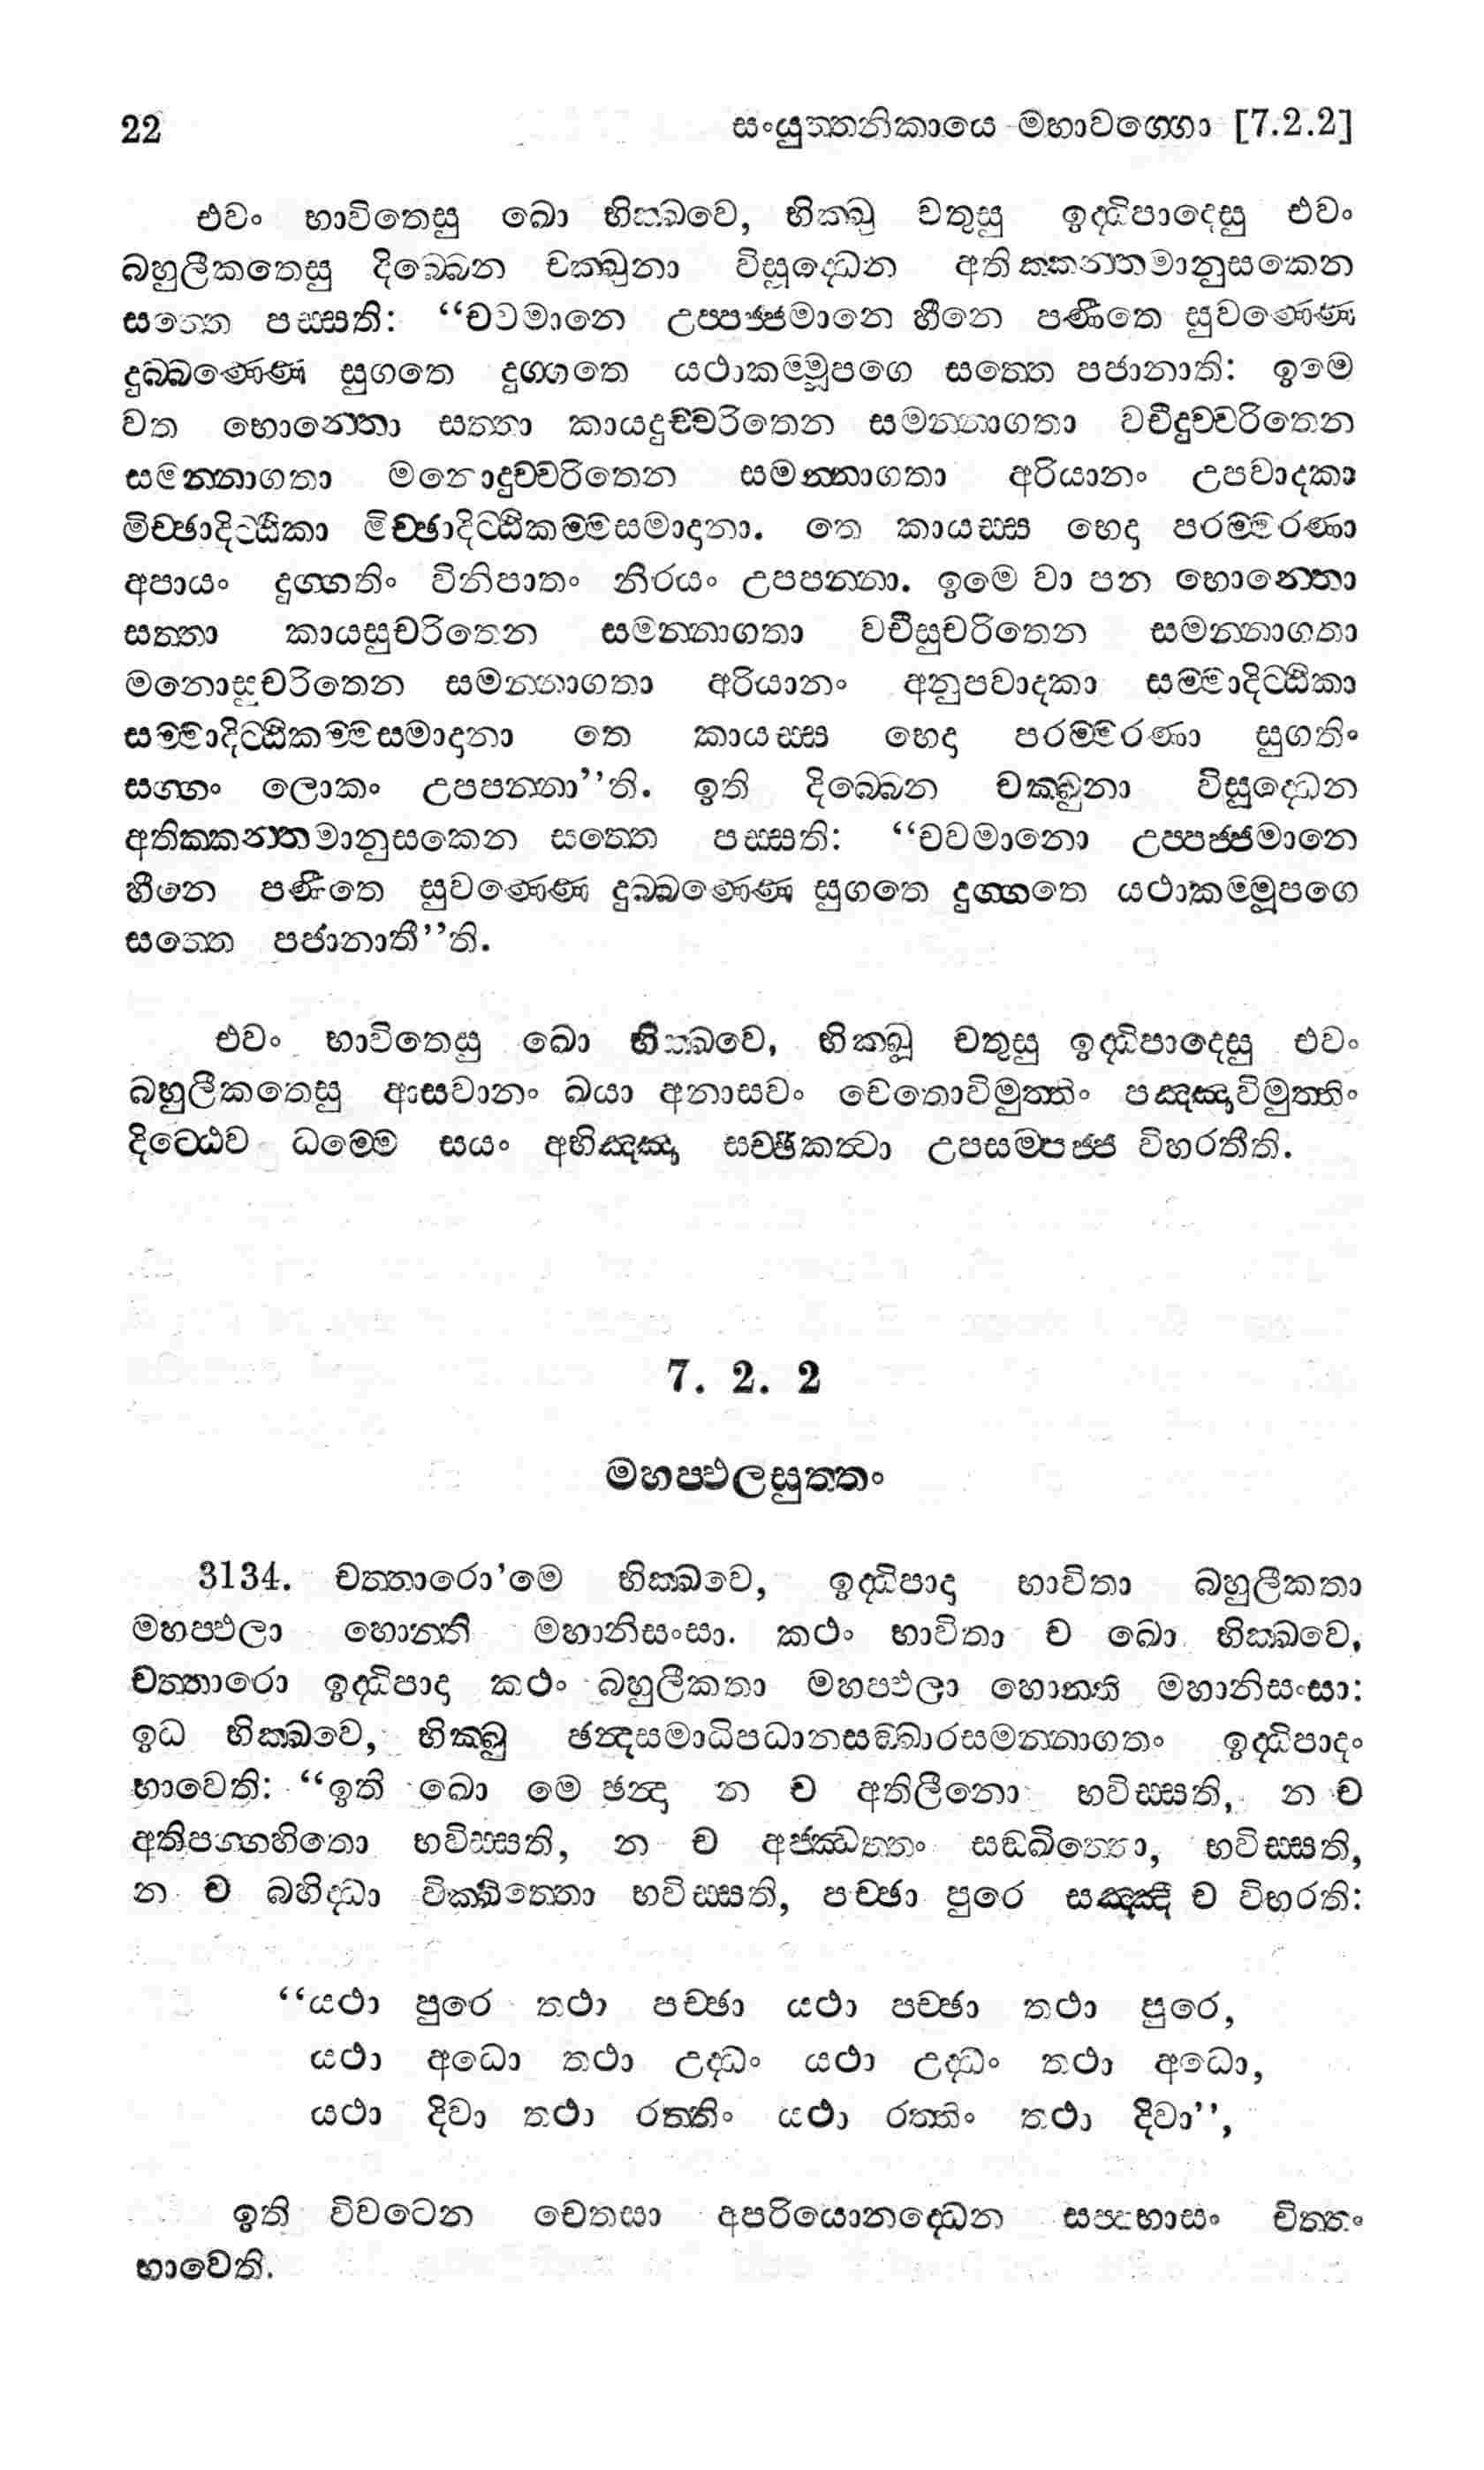 22 සංයුත්තනිකායෙ මහාවග්ගො [7.2.2]
එවං භාවිතෙසු ඛො භික්ඛවෙ, භික්ඛු චතුසු ඉද්ධිපාදෙසු එවං
බහුලීකතෙසු දිබ්බෙන චක්ඛුනා විසුද්ධෙන අතික්කන්තමානුසකෙන
සත්තෙ පස්සති: “චවමානෙ උප්පජ්ජමානෙ හීනෙ පණීතෙ සුවණ්ණෙ
දුබ්බණ්ණෙ සුගතෙ දුග්ගතෙ යථාකම්මූපගෙ සත්තෙ පජානාති: ඉමෙ
වත භොන්තො සත්තා කායදුච්චරිතෙන සමන්නාගතා වචීදුච්චරිතෙන
සමන්නාගතා මනොදුච්චරිතෙන සමන්නාගතා අරියානං උපවාදකා
මිච්ඡාදිට්ඨිකා මිච්ඡාදිට්ඨිකම්මසමාදානා. තෙ කායස්ස භෙදා පරම්මරණා
අපායං දුග්ගතිං විනිපාතං නිරයං උපපන්නා. ඉමෙ වා පන භොන්තො
සත්තා කායසුචරිතෙන සමන්නාගතා වචීසුචරිතෙන සමන්නාගතා
මනොසුචරිතෙන සමන්නාගතා අරියානං අනුපවාදකා සම්මාදිට්ඨිකා
සම්මාදිට්ඨිකම්මසමාදානා තෙ කායස්ස භෙදා පරම්මරණා සුගතිං
සග්ගං ලොකං උපපන්නා’’ති. ඉති දිබ්බෙන චක්ඛුනා විසුද්ධෙන
අතික්කන්තමානුසකෙන සත්තෙ පස්සති: “චවමානො උප්පජ්ජමානෙ
හීනෙ පණීතෙ සුවණ්ණෙ දුබ්බණ්ණෙ සුගතෙ දුග්ගතෙ යථාකම්මූපගෙ
සත්තෙ පජානාතී’’ති.
එවං භාවිතෙසු ඛො භික්ඛවෙ, භික්ඛූ චතුසු ඉද්ධිපාදෙසු එවං
බහුලීකතෙසු ආසවානං ඛයා අනාසවං චෙතොවිමුත්තිං පඤ්ඤාවිමුත්තිං
දිට්ඨෙව ධම්මෙ සයං අභිඤ්ඤා සච්ඡිකත්වා උපසම්පජ්ජ විහරතීති.
7. 2. 2
මහප්ඵලසුත්තං
3134. චත්තාරො’මෙ භික්ඛවෙ, ඉද්ධිපාදා භාවිතා බහුලීකතා
මහප්ඵලා හොන්ති මහානිසංසා. කථං භාවිතා ච ඛො භික්ඛවෙ,
චත්තාරො ඉද්ධිපාදා කථං බහුලීකතා මහප්ඵලා හොන්ති මහානිසංසා:
ඉධ භික්ඛවෙ, භික්ඛු ඡන්දසමාධිපධානසඞ්ඛාරසමන්නාගතං ඉද්ධිපාදං
භාවෙති: “ඉති ඛො මෙ ඡන්දො න ච අතිලීනො භවිස්සති, න ච
අතිපග්ගහිතො භවිස්සති, න ච අජ්ඣත්තං සඞ්ඛිත්තො, භවිස්සති,
න ච බහිද්ධා වික්ඛිත්තො භවිස්සති, පච්ඡා පුරෙ සඤ්ඤී ච විහරති:
“යථා පුරෙ තථා පච්ඡා යථා පච්ඡා තථා පුරෙ,
යථා අධො තථා උද්ධං යථා උද්ධං තථා අධො,
යථා දිවා තථා රත්තිං යථා රත්තිං තථා දිවා’’,
ඉති විවටෙන චෙතසා අපරියොනද්ධෙන සප්පභාසං චිත්තං
භාවෙති.